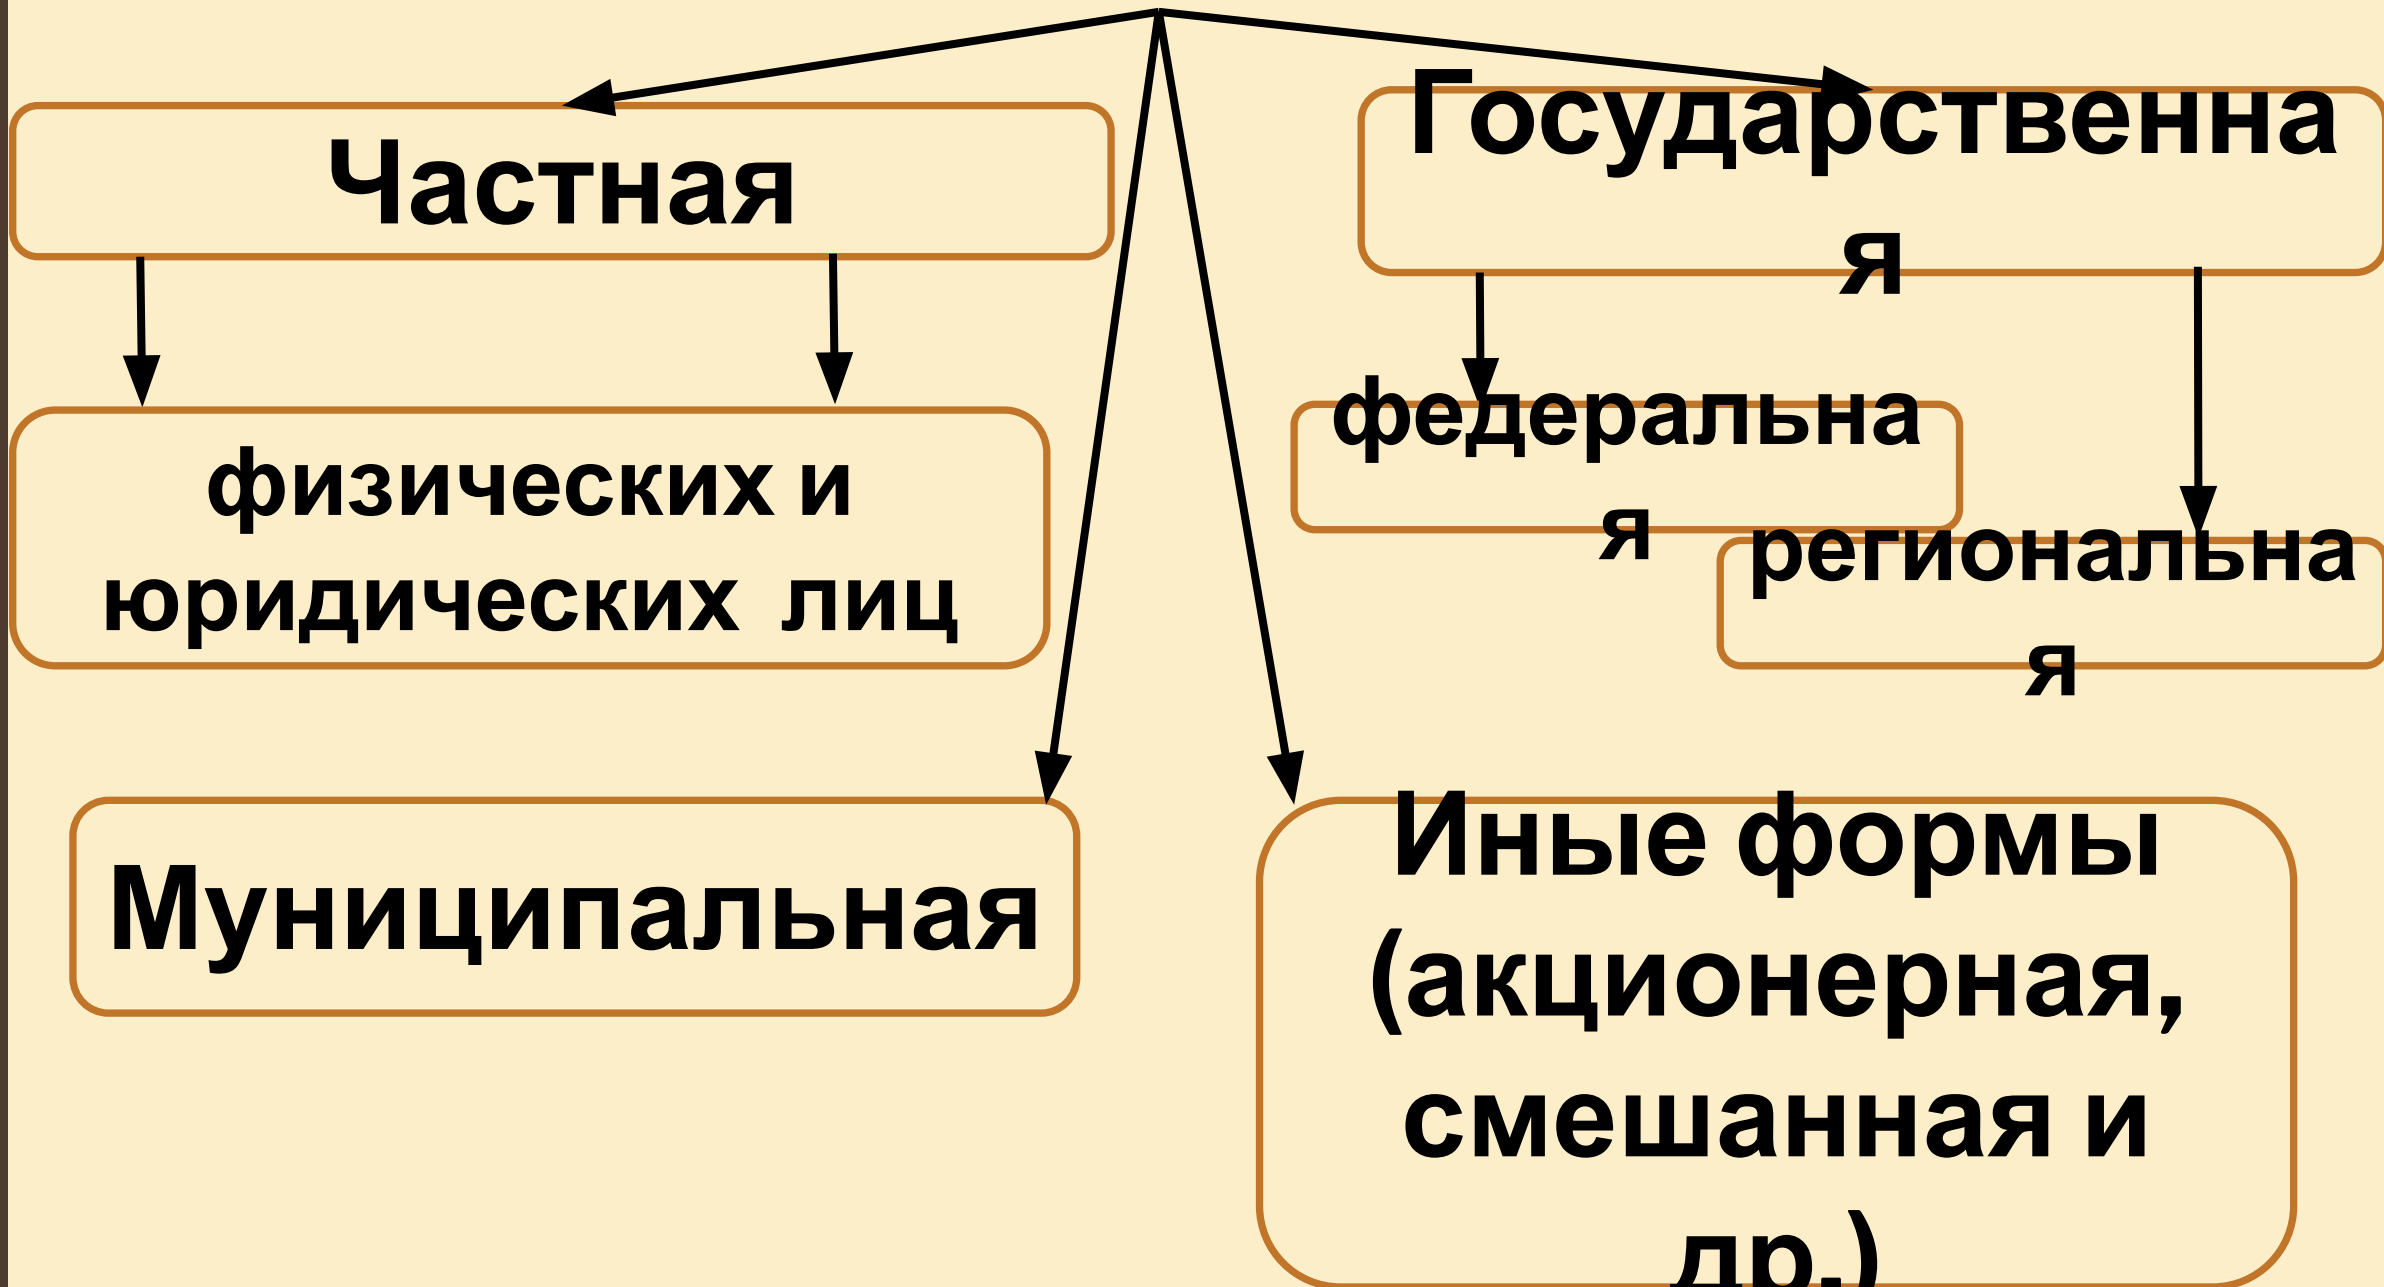 Частная
Государственна
я
физических и
юридических лиц
федеральна
я
региональна
я
Муниципальная
Иные формы
(акционерная,
смешанная и
др.)